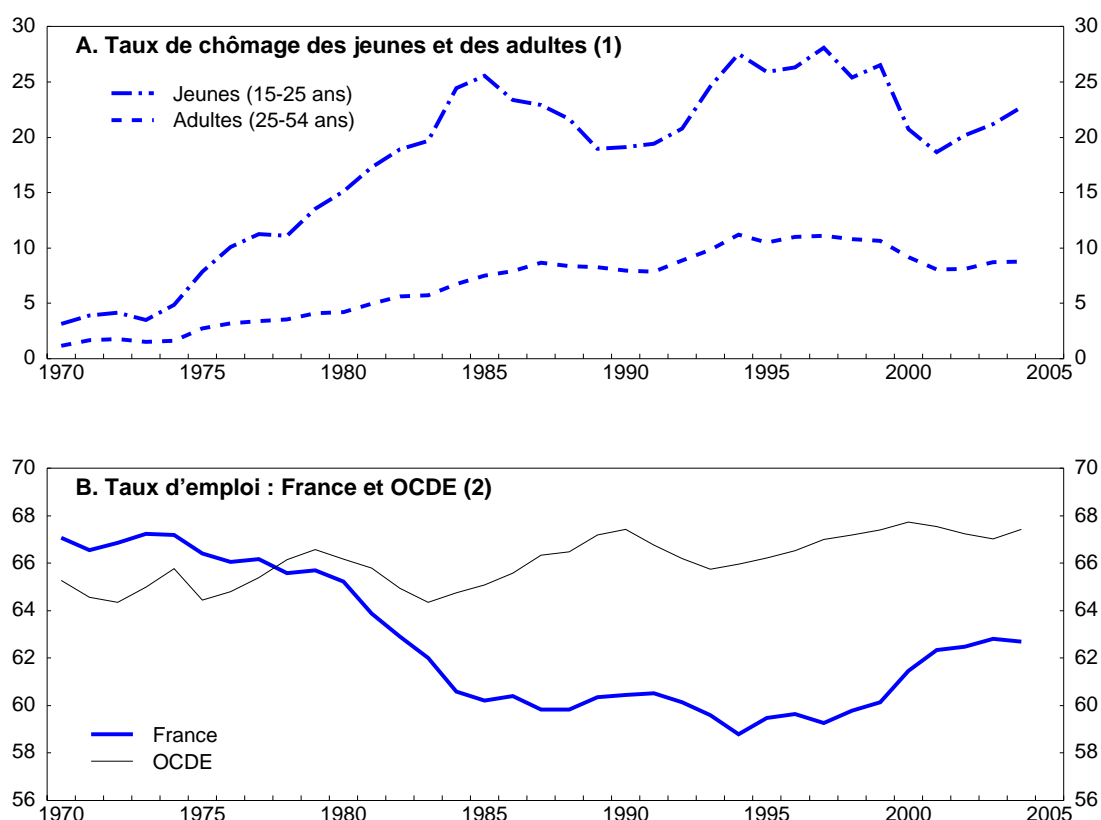 30 30
A. Taux de chômage des jeunes et des adultes (1)
25 25
Jeunes (15-25 ans)
Adultes (25-54 ans)
20 20
15 15
10 10
5 5
0 0
1970 1975 1980 1985 1990 1995 2000 2005
70 70
B. Taux d’emploi : France et OCDE (2)
68 68
66 66
64 64
62 62
60 60
France
58 58
OCDE
56 56
1970 1975 1980 1985 1990 1995 2000 2005